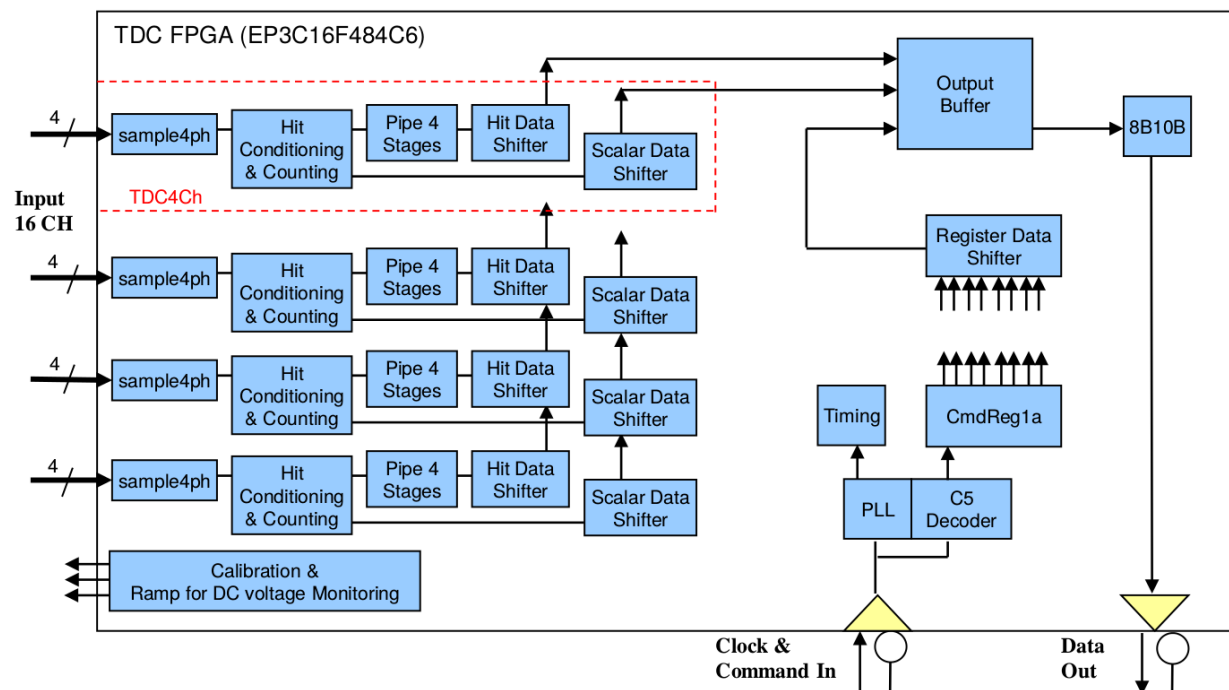 TDC FPGA (EP3C16F484C6)
Output
Buffer
8B10B
4
sample4ph
Hit
Conditioning
& Counting
Pipe 4
Stages
Hit Data
Shifter
Scalar Data
Shifter
TDC4Ch
Input
16 CH
Register Data
Shifter
4
sample4ph
Hit
Conditioning
& Counting
Pipe 4
Stages
Hit Data
Shifter
Scalar Data
Shifter
4
sample4ph
Hit
Conditioning
& Counting
Pipe 4
Stages
Hit Data
Shifter
Scalar Data
Shifter
Timing
CmdReg1a
4
sample4ph
Hit
Conditioning
& Counting
Pipe 4
Stages
Hit Data
Shifter
Scalar Data
Shifter
PLL
C5
Decoder
Calibration &
Ramp for DC voltage Monitoring
Clock &
Command In
Data
Out